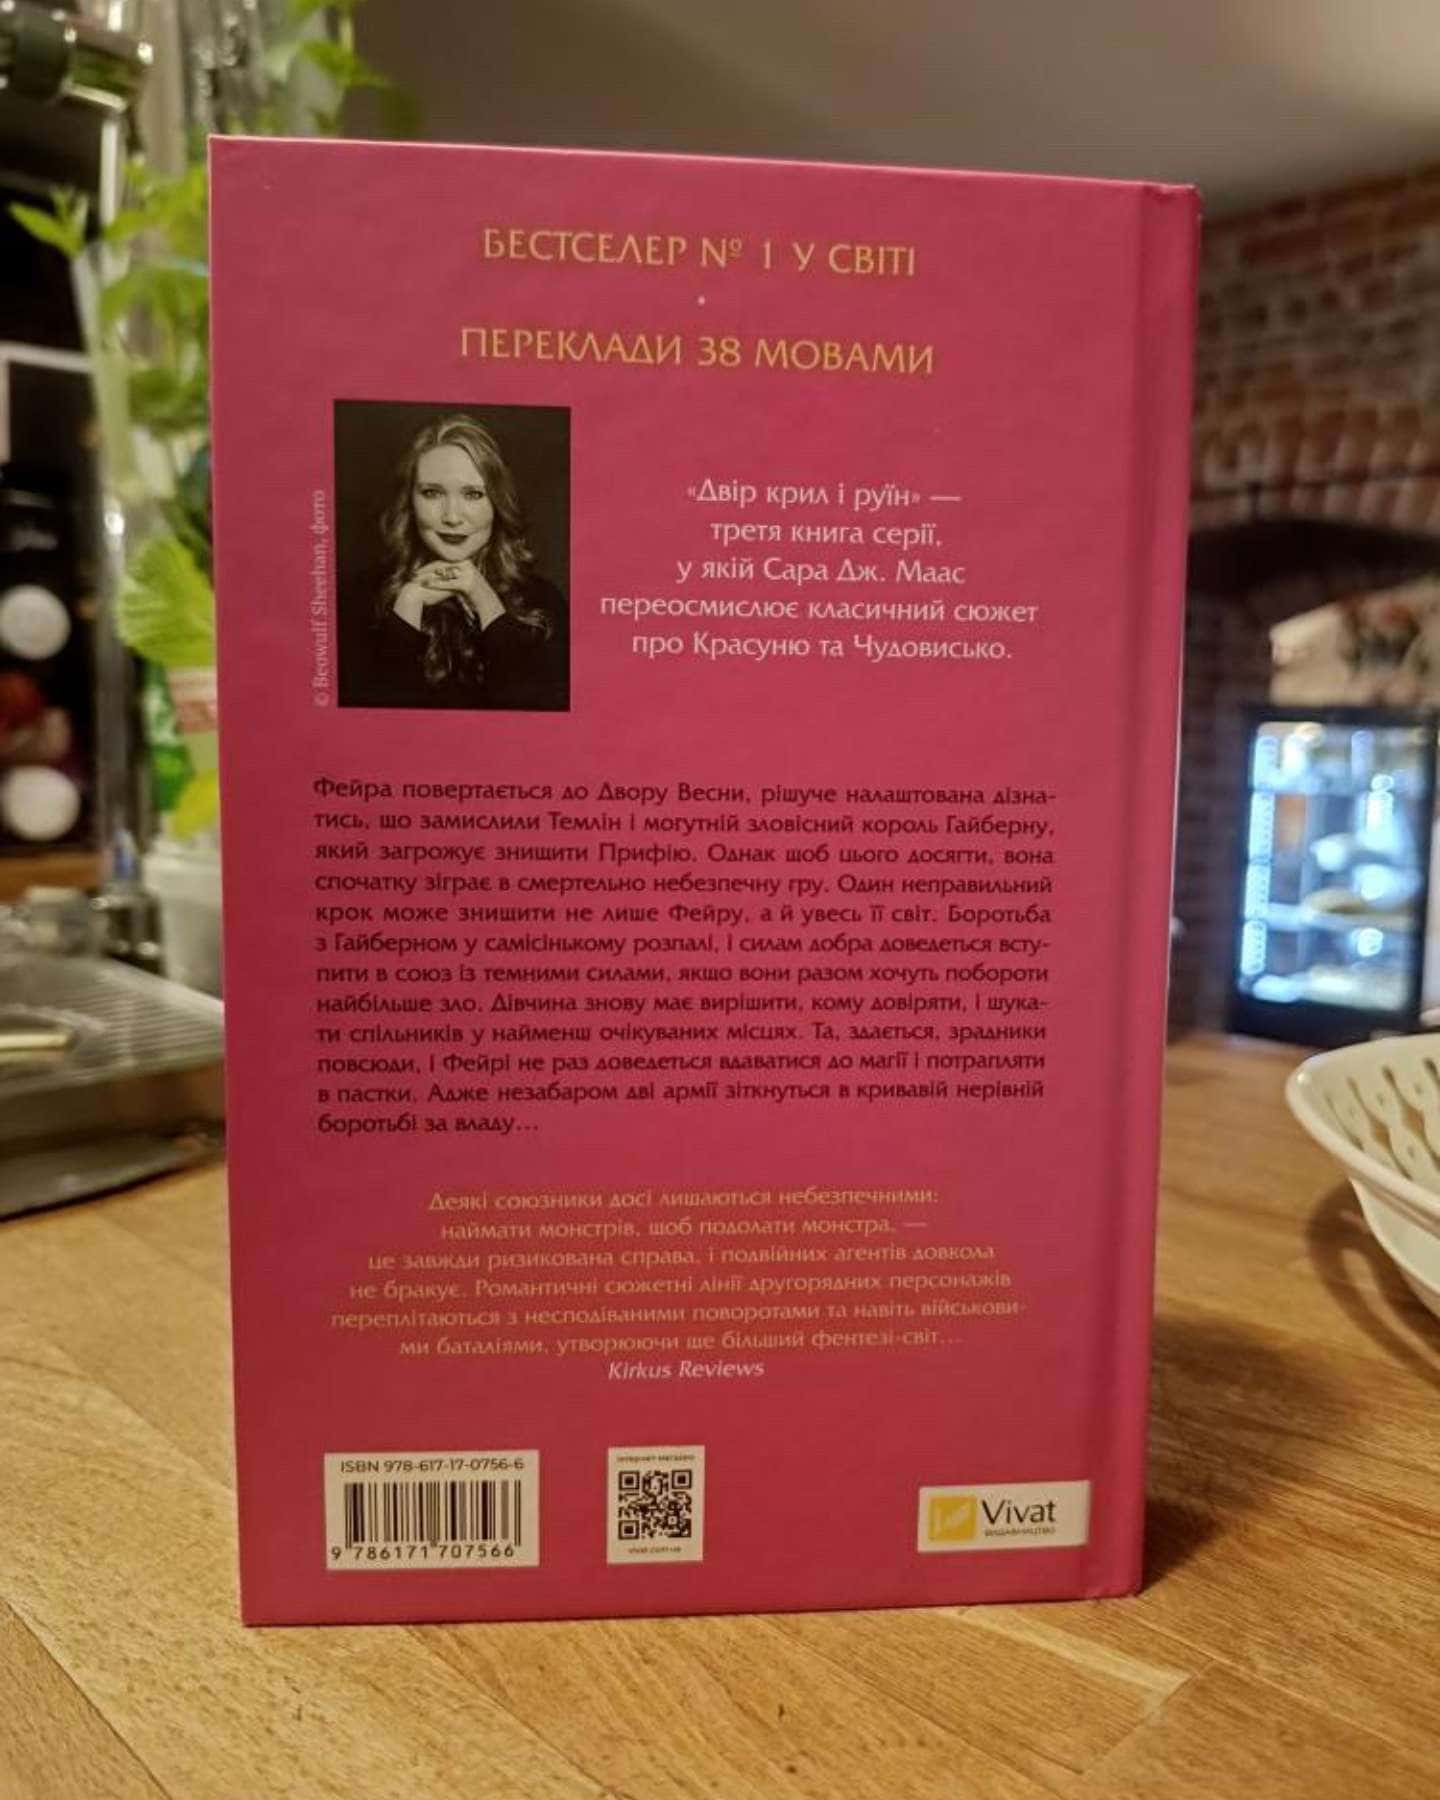 БЕСТСЕЛЕР № 1 У СВІТІ
•
ПЕРЕКЛАДИ 38 МОВАМИ
© Beowulf Sheehan, фото
«Двір крил і руїн» —
третя книга серії,
у якій Сара Дж. Маас
переосмислює класичний сюжет
про Красуню та Чудовисько.
Фейра повертається до Двору Весни, рішуче налаштована дізна-
тись, що замислили Темлін і могутній зловісний король Гайберну,
який загрожує знищити Прифію. Однак щоб цього досягти, вона
спочатку зіграє в смертельно небезпечну гру. Один неправильний
крок може знищити не лише Фейру, а й увесь її світ. Боротьба
з Гайберном у самісінькому розпалі, і силам добра доведеться всту-
пити в союз із темними силами, якщо вони разом хочуть побороти
найбільше зло. Дівчина знову має вирішити, кому довіряти, і шука-
ти спільників у найменш очікуваних місцях. Та, здається, зрадники
повсюди, і Фейрі не раз доведеться вдаватися до магії і потрапляти
в пастки. Адже незабаром дві армії зіткнуться в кривавій нерівній
боротьбі за владу...
Деякі союзники досі лишаються небезпечними:
наймати монстрів, щоб подолати монстра, —
це завжди ризикована справа, і подвійних агентів довкола
не бракує. Романтичні сюжетні лінії другорядних персонажів
переплітаються з несподіваними поворотами та навіть військови-
ми баталіями, утворюючи ще більший фентезі-світ...
Kirkus Reviews
ISBN 978-617-17-0756-6
9 786171 707566
інтернет-магазин
vivat.com.ua
Vivat
ВИДАВНИЦТВО